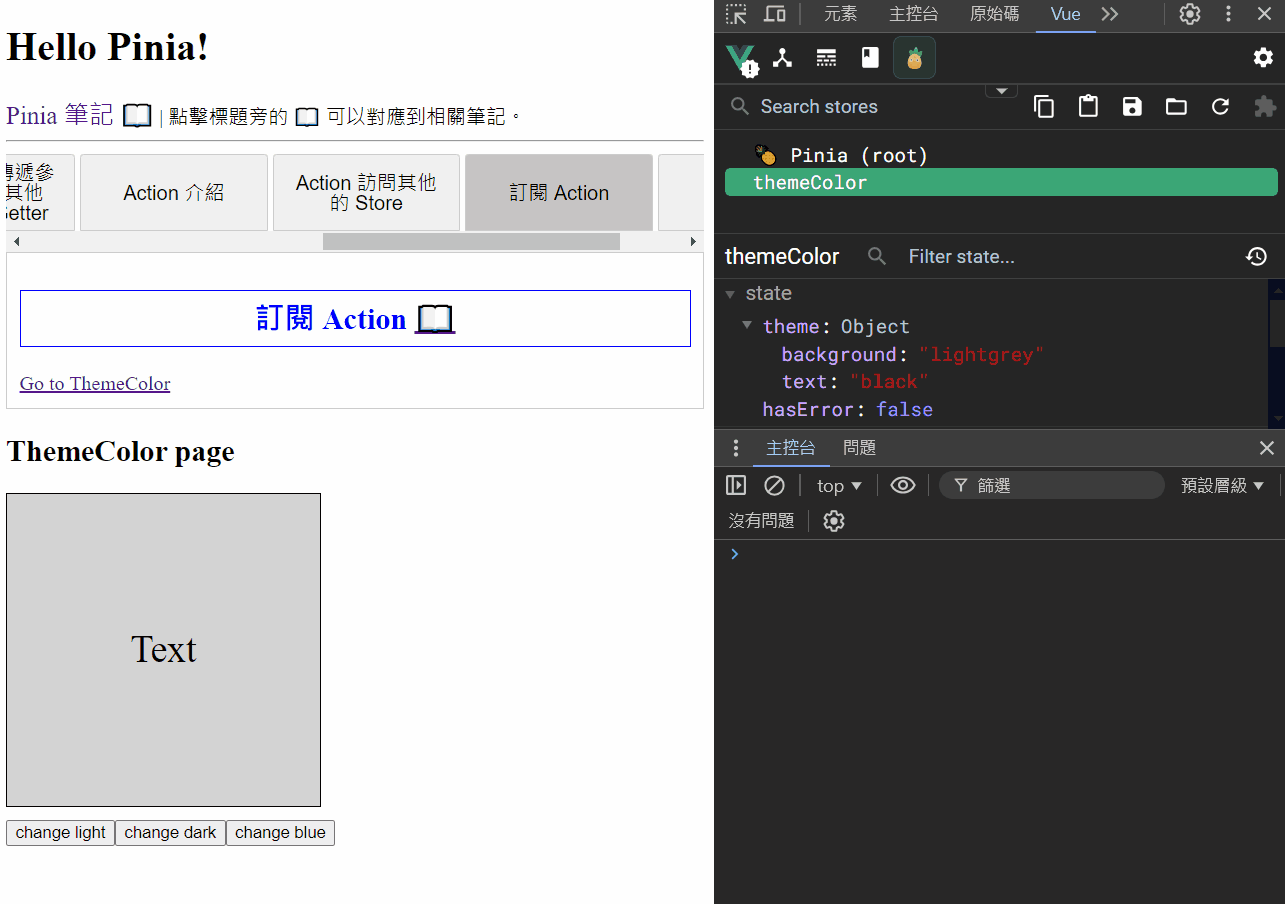 Hello Pinia!
Pinia 筆記 📖 | 點擊標題旁的 📖 可以對應到相關筆記。
傳遞參
其他
Getter
Action 介紹
Action 訪問其他
的 Store
訂閱 Action
訂閱 Action 📖
Go to ThemeColor
ThemeColor page
Text
change light change dark change blue
元素 主控台 原始碼 Vue
Search stores
Pinia (root)
themeColor
themeColor Filter state...
state
theme: Object
background: "lightgrey"
text: "black"
hasError: false
主控台 問題
top ▼ 篩選 預設層級 ▼
沒有問題